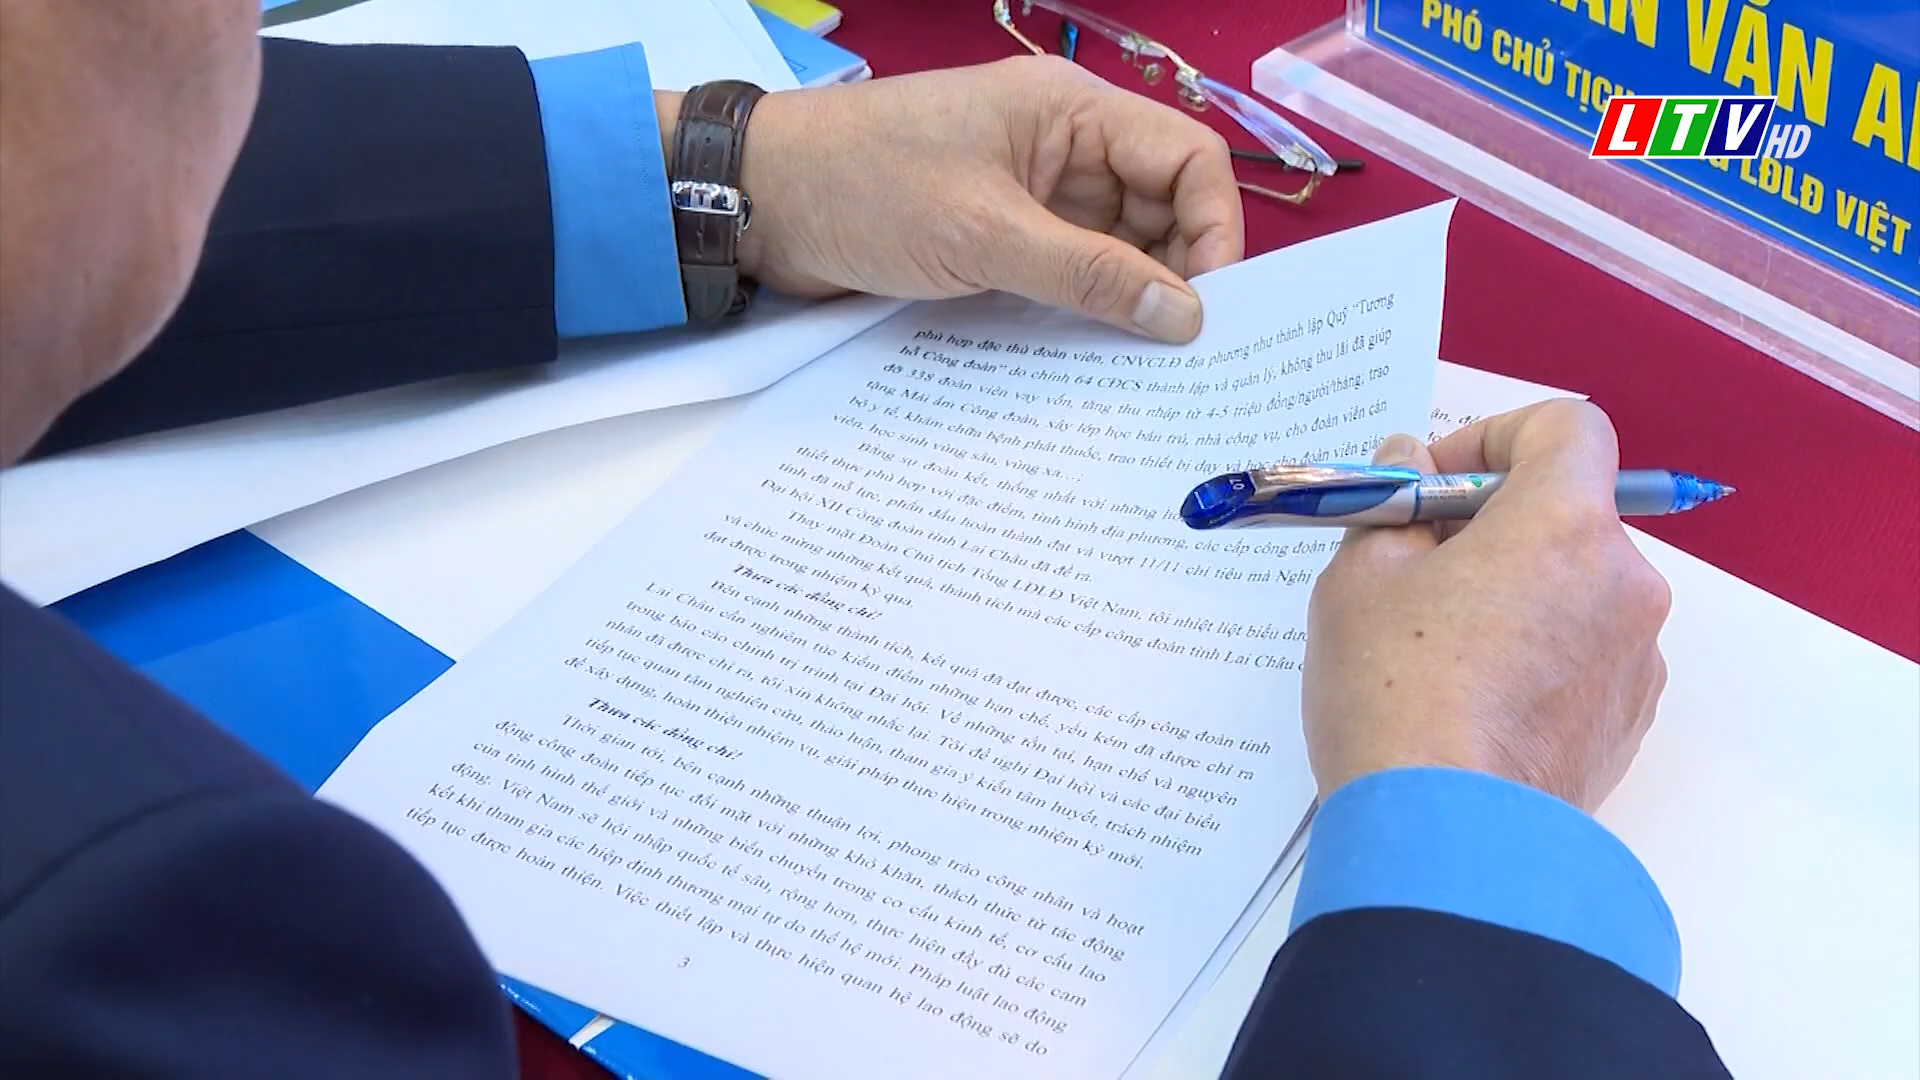 VĂN A
PHÓ CHỦ TỊCH
LĐLĐ VIỆT
LTV HD
phù hợp đặc thù đoàn viên, CNVCLĐ địa phương như thành lập Quỹ “Tương
hỗ Công đoàn” do chính 64 CĐCS thành lập và quản lý, không thu lãi đã giúp
đỡ 338 đoàn viên vay vốn, tăng thu nhập từ 4-5 triệu đồng/người/tháng; trao
tặng Mái ấm Công đoàn, xây lớp học bán trú, nhà công vụ, cho đoàn viên cán
bộ y tế, khám chữa bệnh phát thuốc, trao thiết bị dạy và học cho đoàn viên giáo
viên, học sinh vùng sâu, vùng xa…;
Bằng sự đoàn kết, thống nhất với những
thiết thực phù hợp với đặc điểm, tình hình địa phương, các cấp công đoàn
tỉnh đã nỗ lực, phấn đấu hoàn thành đạt và vượt 11/11 chỉ tiêu mà Nghị
Đại hội XII Công đoàn tỉnh Lai Châu đã đề ra.
Thay mặt Đoàn Chủ tịch Tổng LĐLĐ Việt Nam, tôi nhiệt liệt biểu
và chúc mừng những kết quả, thành tích mà các cấp công đoàn tỉnh Lai Châu
đạt được trong nhiệm kỳ qua.
Thưa các đồng chí!
Bên cạnh những thành tích, kết quả đã đạt được, các cấp công đoàn tỉnh
Lai Châu cần nghiêm túc kiểm điểm những hạn chế, yếu kém đã được chỉ ra
trong báo cáo chính trị trình tại Đại hội. Về những tồn tại, hạn chế và nguyên
nhân đã được chỉ ra, tôi xin không nhắc lại. Tôi đề nghị Đại hội và các đại biểu
tiếp tục quan tâm nghiên cứu, thảo luận, tham gia ý kiến tâm huyết, trách nhiệm
để xây dựng, hoàn thiện nhiệm vụ, giải pháp thực hiện trong nhiệm kỳ mới.
Thưa các đồng chí!
Thời gian tới, bên cạnh những thuận lợi, phong trào công nhân và hoạt
động công đoàn tiếp tục đối mặt với những khó khăn, thách thức từ tác động
của tình hình thế giới và những biến chuyển trong cơ cấu kinh tế, cơ cấu lao
động. Việt Nam sẽ hội nhập quốc tế sâu, rộng hơn, thực hiện đầy đủ các cam
kết khi tham gia các hiệp định thương mại tự do thế hệ mới. Pháp luật lao động
tiếp tục được hoàn thiện. Việc thiết lập và thực hiện quan hệ lao động sẽ do
3
07